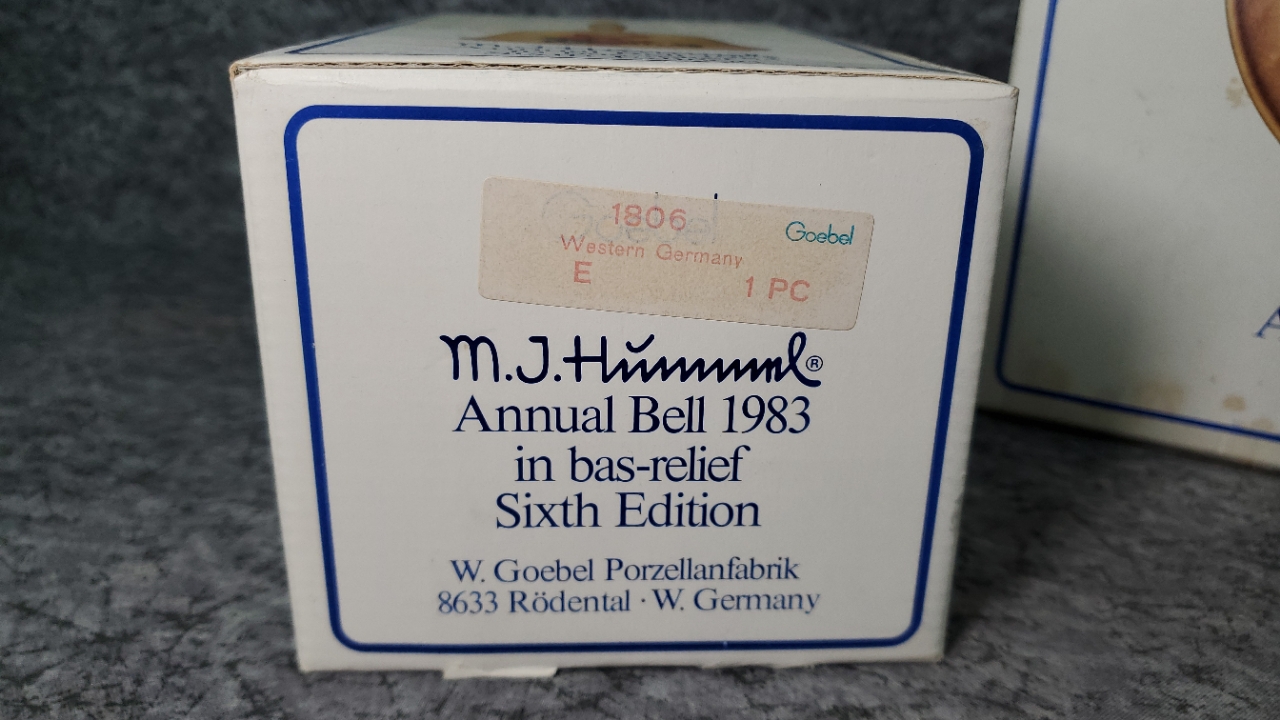 1806
Goebel
Western Germany
E 1 PC
M.J.Hummel®
Annual Bell 1983
in bas-relief
Sixth Edition
W. Goebel Porzellanfabrik
8633 Rödental · W. Germany
A